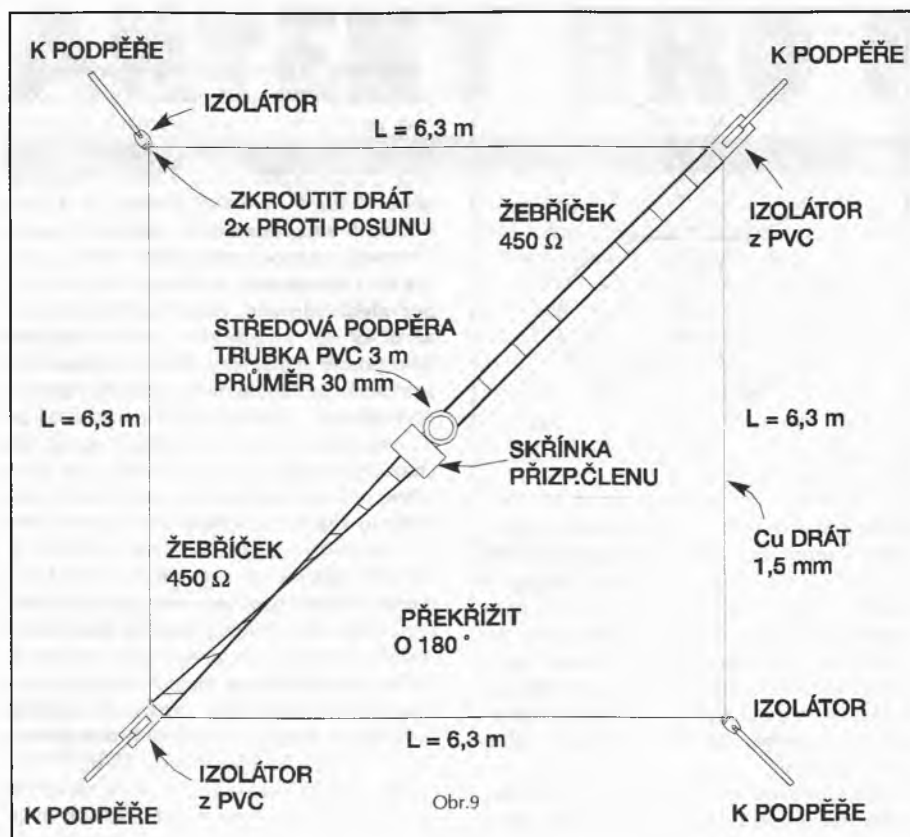 K PODPĚŘE
K PODPĚŘE
IZOLÁTOR
L = 6,3 m
ZKROUTIT DRÁT
2x PROTI POSUNU
ŽEBŘÍČEK
450 Ω
IZOLÁTOR
z PVC
STŘEDOVÁ PODPĚRA
TRUBKA PVC 3 m
PRŮMĚR 30 mm
L = 6,3 m
L = 6,3 m
SKŘÍNKA
PŘIZP.ČLENU
ŽEBŘÍČEK
450 Ω
Cu DRÁT
1,5 mm
PŘEKŘÍŽIT
O 180 °
IZOLÁTOR
L = 6,3 m
IZOLÁTOR
z PVC
Obr.9
K PODPĚŘE
K PODPĚŘE